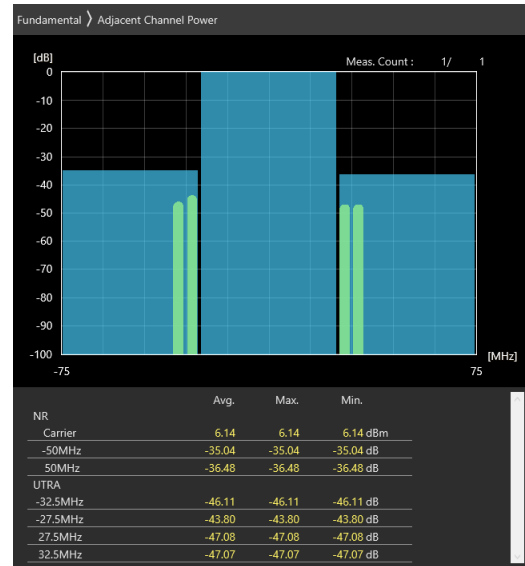 Fundamental 〉 Adjacent Channel Power
[dB]
Meas. Count : 1/ 1
0
-10
-20
-30
-40
-50
-60
-70
-80
-90
-100
[MHz]
-75 75
Avg. Max. Min.
NR
Carrier 6.14 6.14 6.14 dBm
-50MHz -35.04 -35.04 -35.04 dB
50MHz -36.48 -36.48 -36.48 dB
UTRA
-32.5MHz -46.11 -46.11 -46.11 dB
-27.5MHz -43.80 -43.80 -43.80 dB
27.5MHz -47.08 -47.08 -47.08 dB
32.5MHz -47.07 -47.07 -47.07 dB